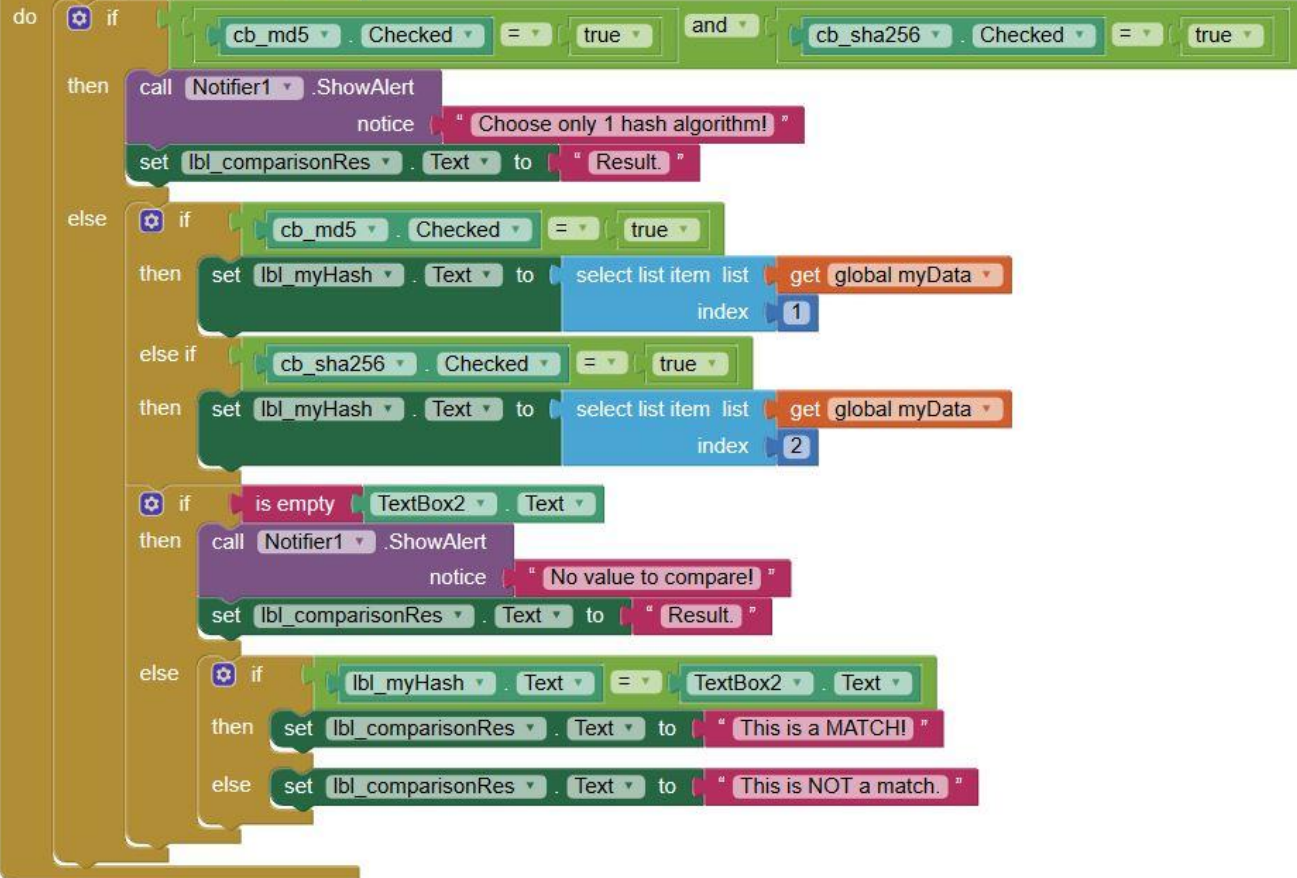 do if cb_md5 . Checked = true and cb_sha256 . Checked = true
then call Notifier1 .ShowAlert
notice " Choose only 1 hash algorithm! "
set lbl_comparisonRes . Text to " Result. "
else if cb_md5 . Checked = true
then set lbl_myHash . Text to select list item list get global myData
index 1
else if cb_sha256 . Checked = true
then set lbl_myHash . Text to select list item list get global myData
index 2
if is empty TextBox2 . Text
then call Notifier1 .ShowAlert
notice " No value to compare! "
set lbl_comparisonRes . Text to " Result. "
else if lbl_myHash . Text = TextBox2 . Text
then set lbl_comparisonRes . Text to " This is a MATCH! "
else set lbl_comparisonRes . Text to " This is NOT a match. "